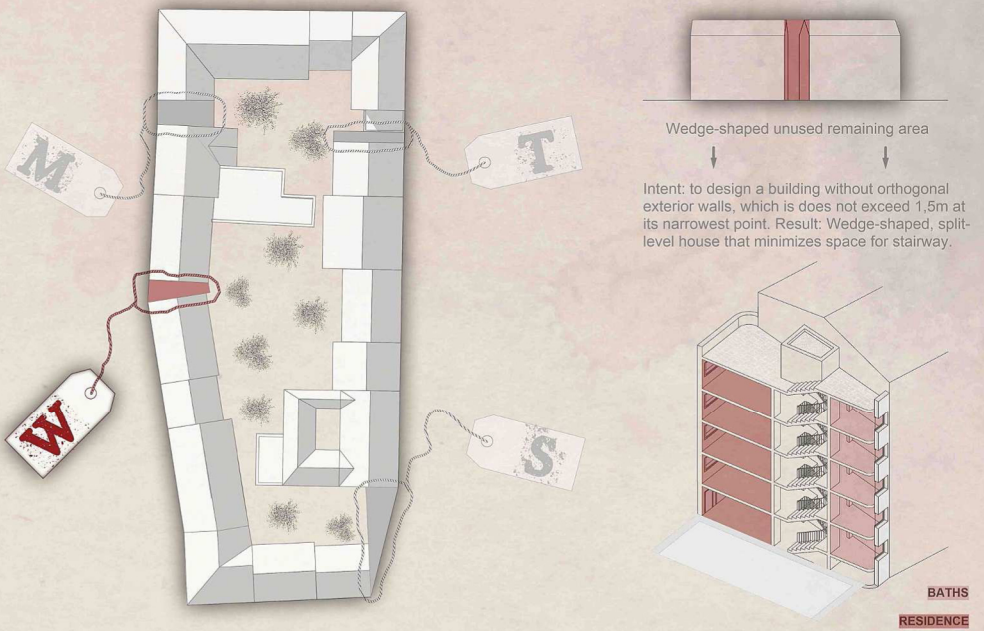 M
T
W
S
Wedge-shaped unused remaining area
Intent: to design a building without orthogonal
exterior walls, which is does not exceed 1,5m at
its narrowest point. Result: Wedge-shaped, split-
level house that minimizes space for stairway.
BATHS
RESIDENCE